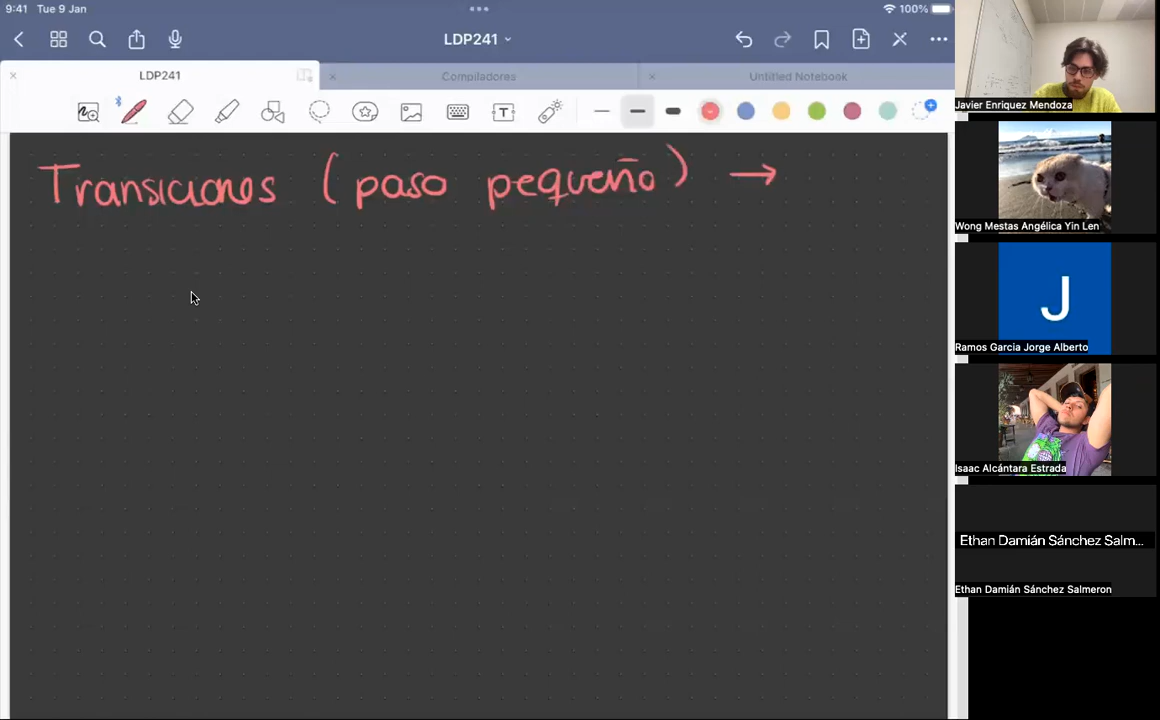 9:41 Tue 9 Jan
100%
LDP241
LDP241
Compiladores
Untitled Notebook
Transiciones (paso pequeño) →
Javier Enriquez Mendoza
Wong Mestas Angélica Yin Len
J
Ramos Garcia Jorge Alberto
Isaac Alcántara Estrada
Ethan Damián Sánchez Salm...
Ethan Damián Sánchez Salmeron